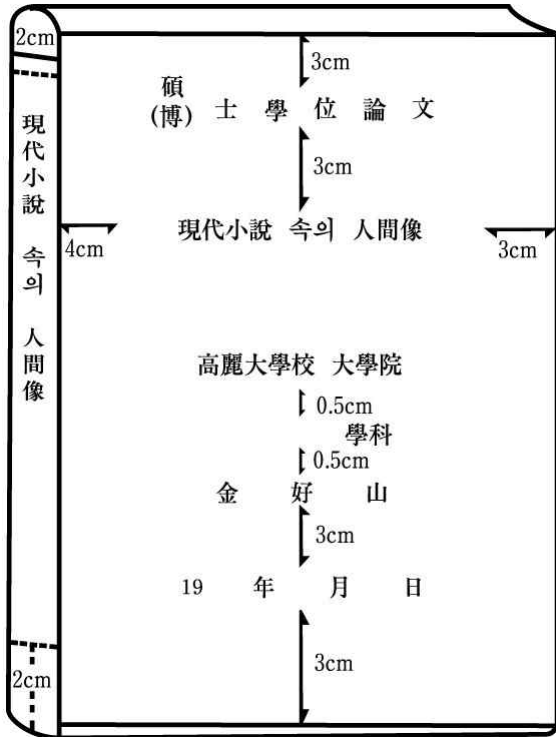 2cm
現代小說 속의 人間像
2cm
3cm
碩
(博) 士 學 位 論 文
3cm
現代小說 속의 人間像
4cm
3cm
高麗大學校 大學院
0.5cm
學科
0.5cm
金 好 山
3cm
19 年 月 日
3cm